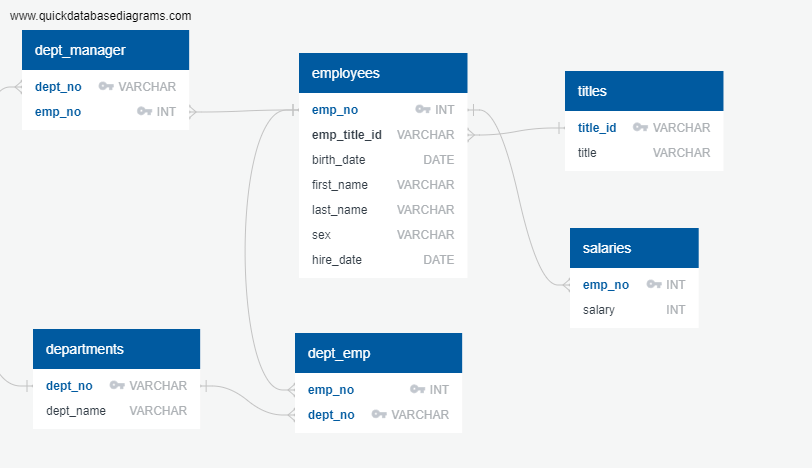 www.quickdatabasediagrams.com
dept_manager
dept_no VARCHAR
emp_no INT
employees
emp_no INT
emp_title_id VARCHAR
birth_date DATE
first_name VARCHAR
last_name VARCHAR
sex VARCHAR
hire_date DATE
titles
title_id VARCHAR
title VARCHAR
salaries
emp_no INT
salary INT
departments
dept_no VARCHAR
dept_name VARCHAR
dept_emp
emp_no INT
dept_no VARCHAR